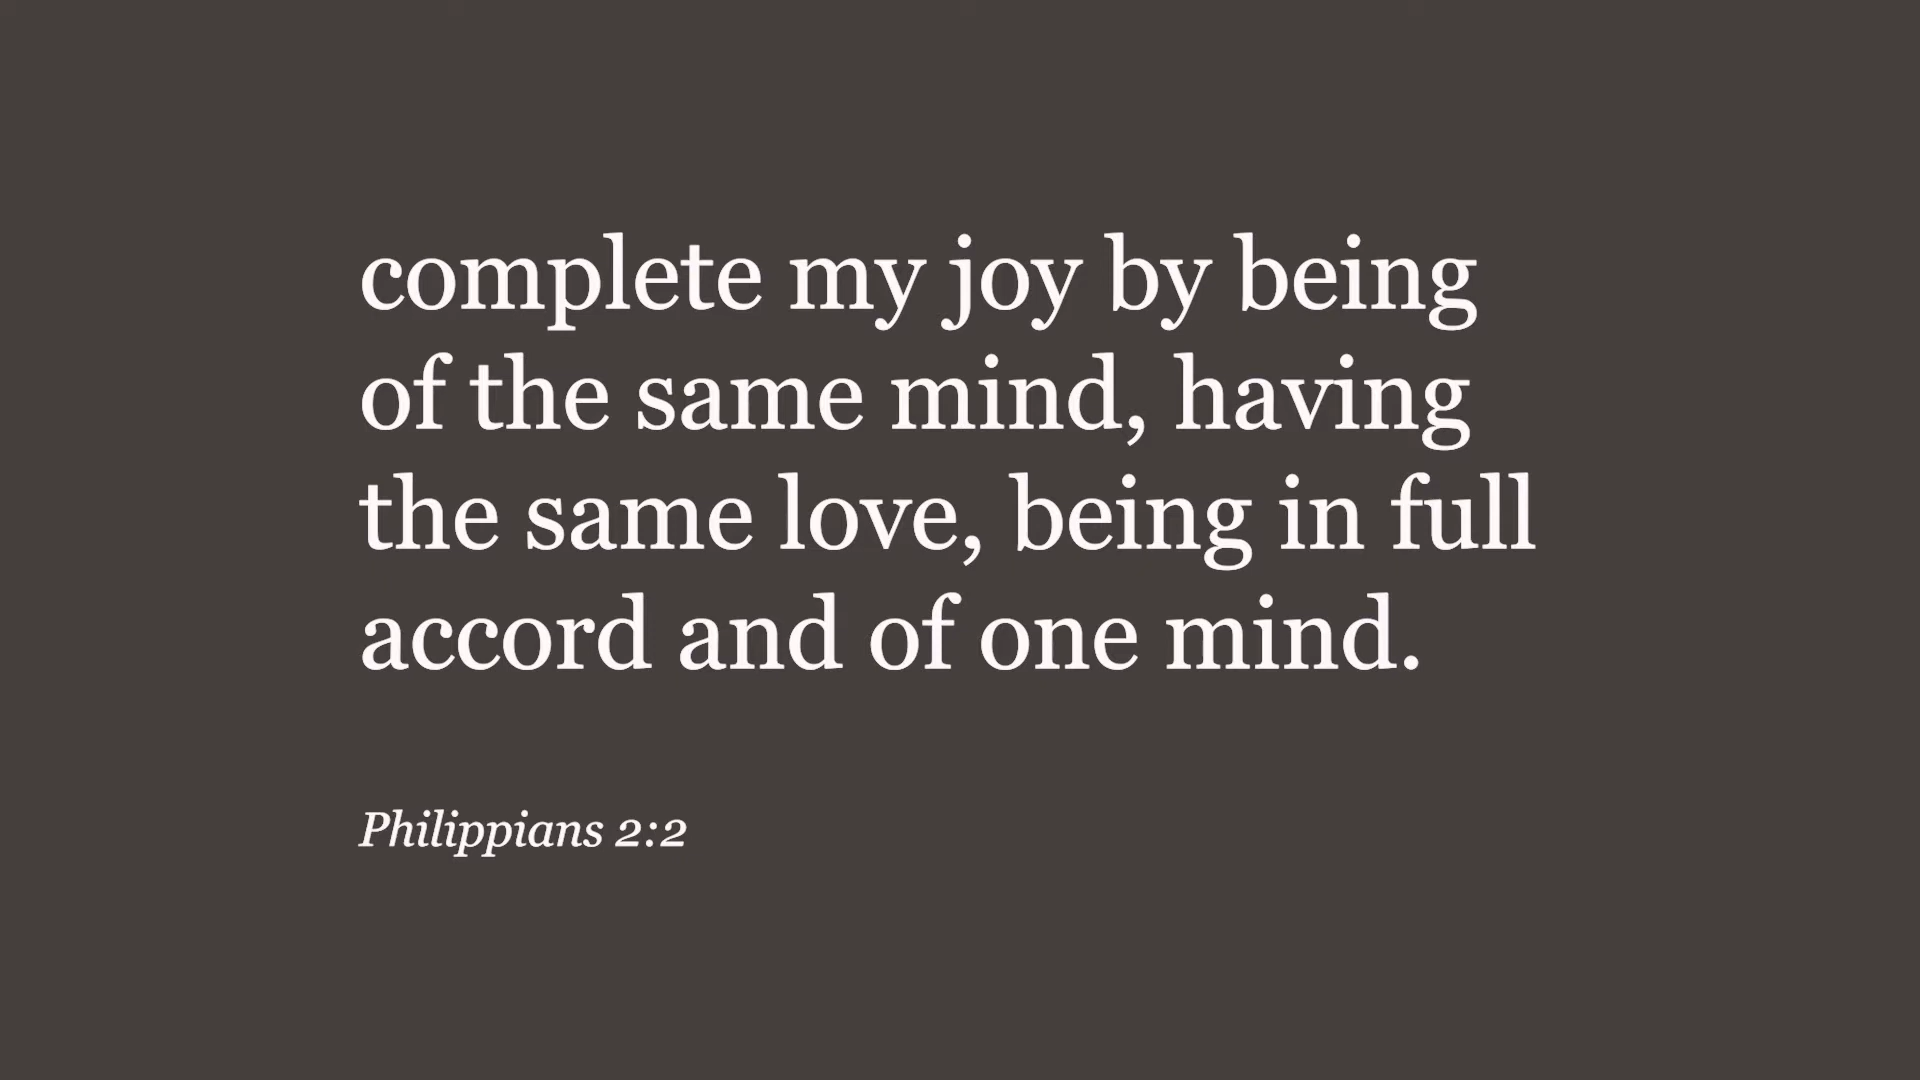 complete my joy by being
of the same mind, having
the same love, being in full
accord and of one mind.
Philippians 2:2